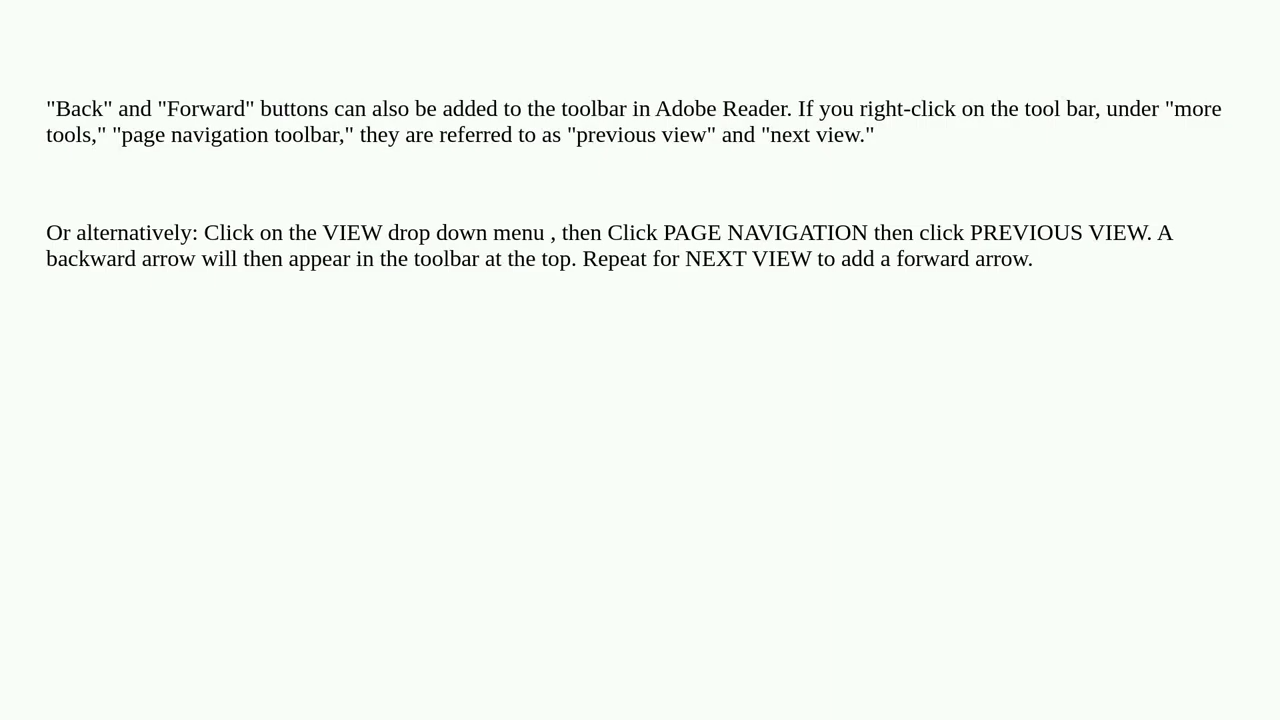 "Back" and "Forward" buttons can also be added to the toolbar in Adobe Reader. If you right-click on the tool bar, under "more
tools," "page navigation toolbar," they are referred to as "previous view" and "next view."
Or alternatively: Click on the VIEW drop down menu , then Click PAGE NAVIGATION then click PREVIOUS VIEW. A
backward arrow will then appear in the toolbar at the top. Repeat for NEXT VIEW to add a forward arrow.